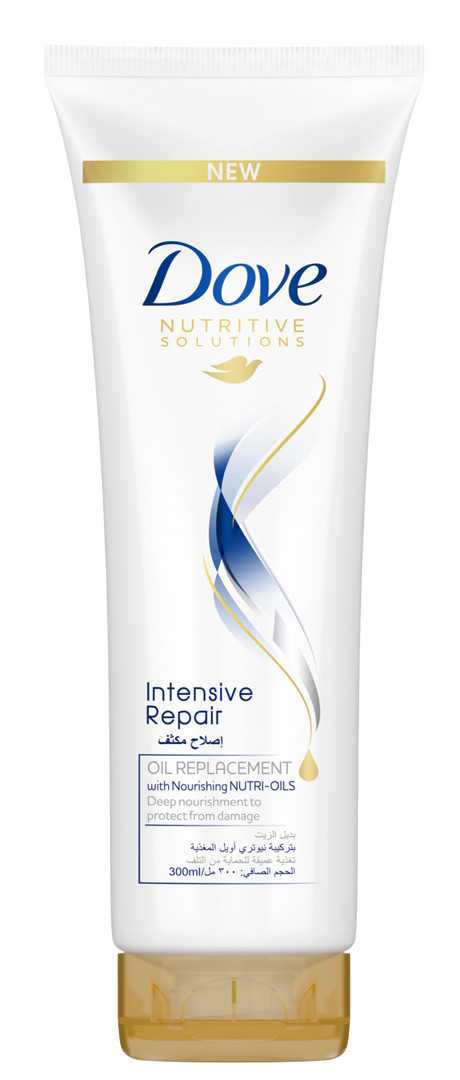 NEW
Dove
NUTRITIVE
SOLUTIONS
Intensive
Repair
إصلاح مكثف
OIL REPLACEMENT
with Nourishing NUTRI-OILS
Deep nourishment to
protect from damage
بديل الزيت
بتركيبة نيوتري أويل المغذية
تغذية عميقة للحماية من التلف
الحجم الصافي: ٣٠٠ مل/300ml